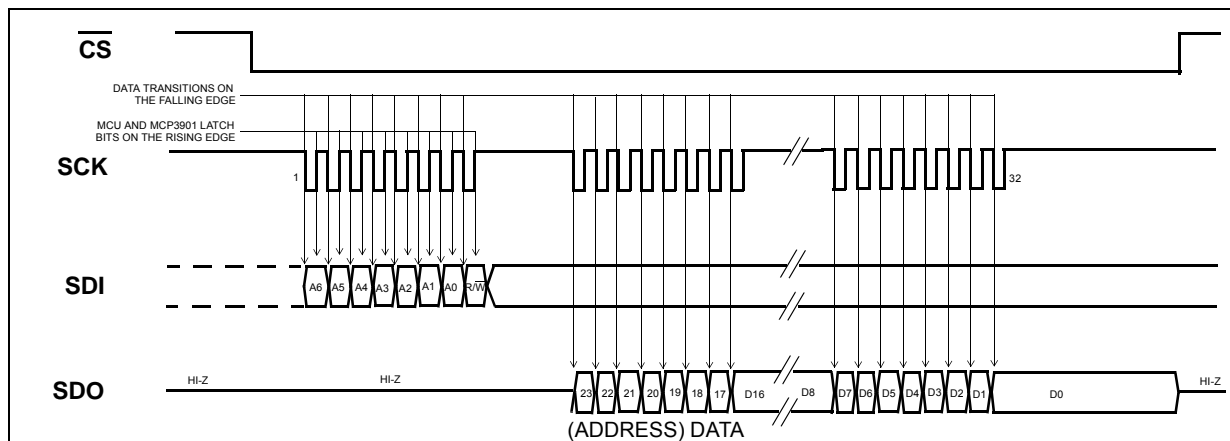 CS
DATA TRANSITIONS ON
THE FALLING EDGE
MCU AND MCP3901 LATCH
BITS ON THE RISING EDGE
SCK
1
32
SDI
A6 A5 A4 A3 A2 A1 A0 R/W
SDO
HI-Z
HI-Z
23 22 21 20 19 18 17 D16 D8 D7 D6 D5 D4 D3 D2 D1 D0
HI-Z
(ADDRESS) DATA